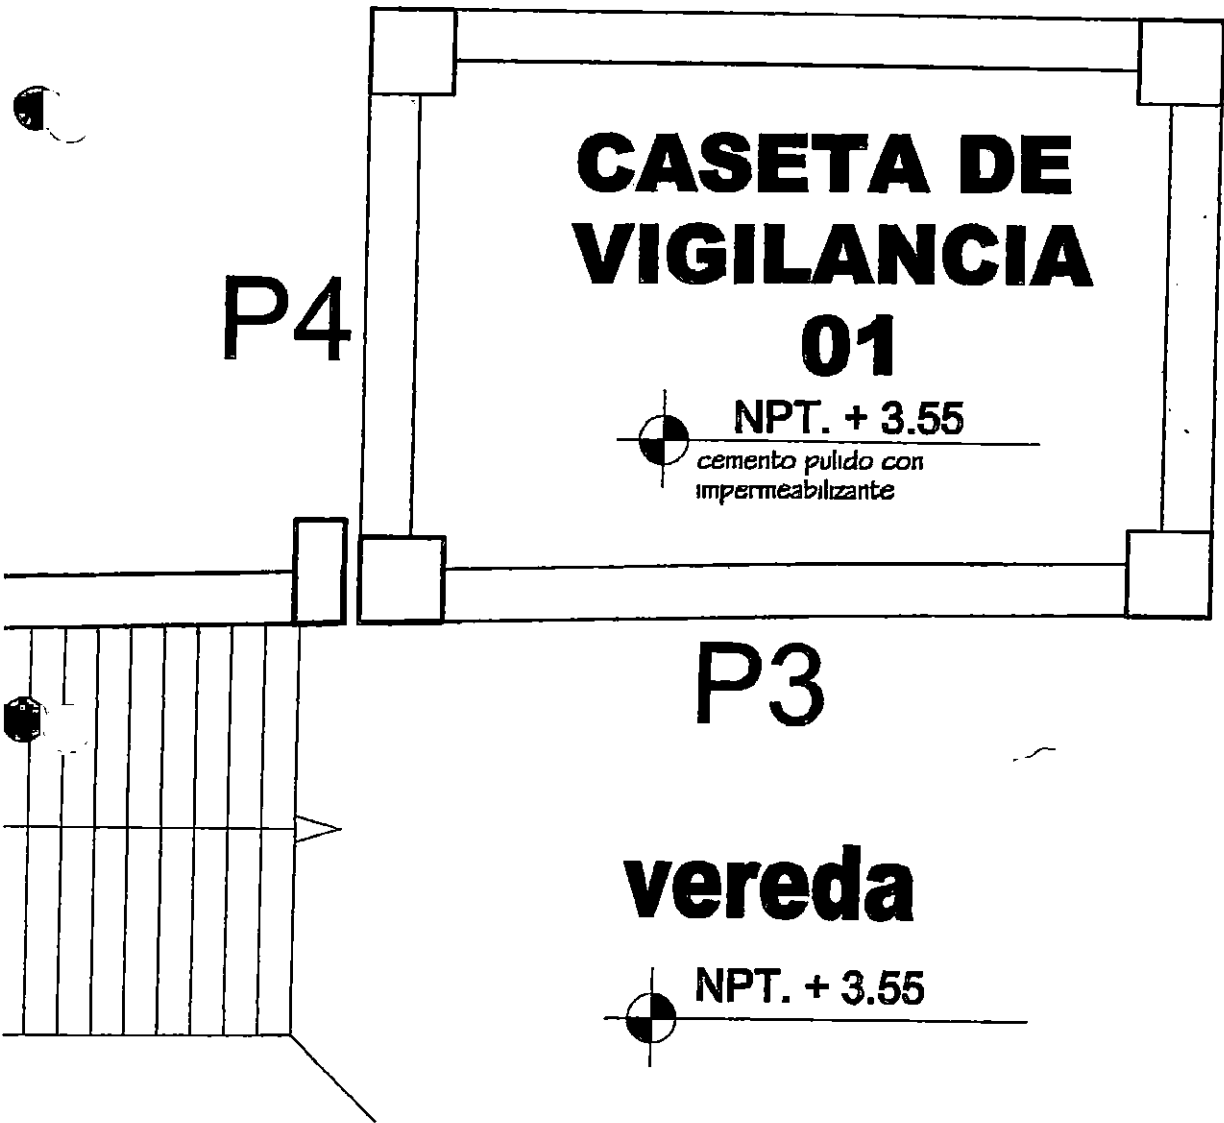 CASETA DE
VIGILANCIA
01
P4
NPT. + 3.55
cemento pulido con
impermeabilizante
P3
vereda
NPT. + 3.55